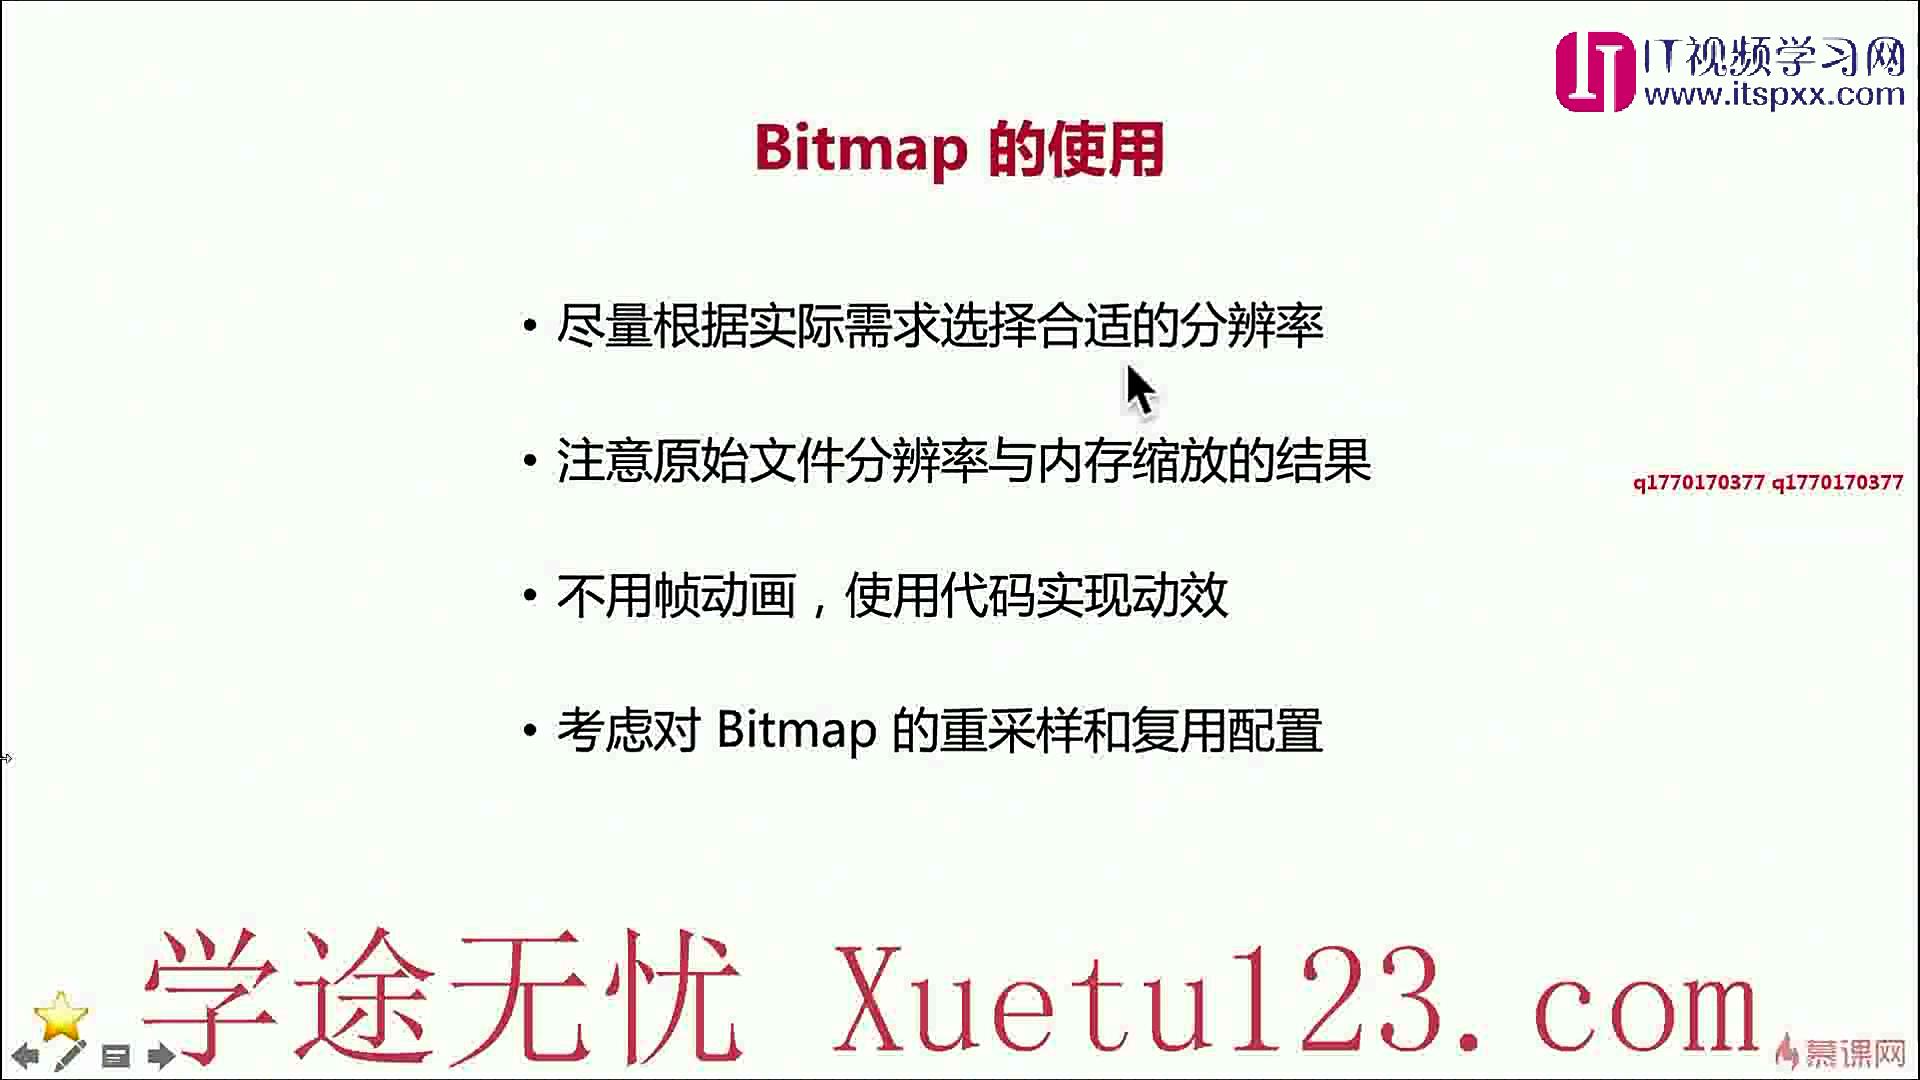 IT视频学习网
www.itspxx.com
Bitmap 的使用
• 尽量根据实际需求选择合适的分辨率
• 注意原始文件分辨率与内存缩放的结果
q1770170377 q1770170377
• 不用帧动画，使用代码实现动效
• 考虑对 Bitmap 的重采样和复用配置
学途无忧 Xuetu123.com
慕课网